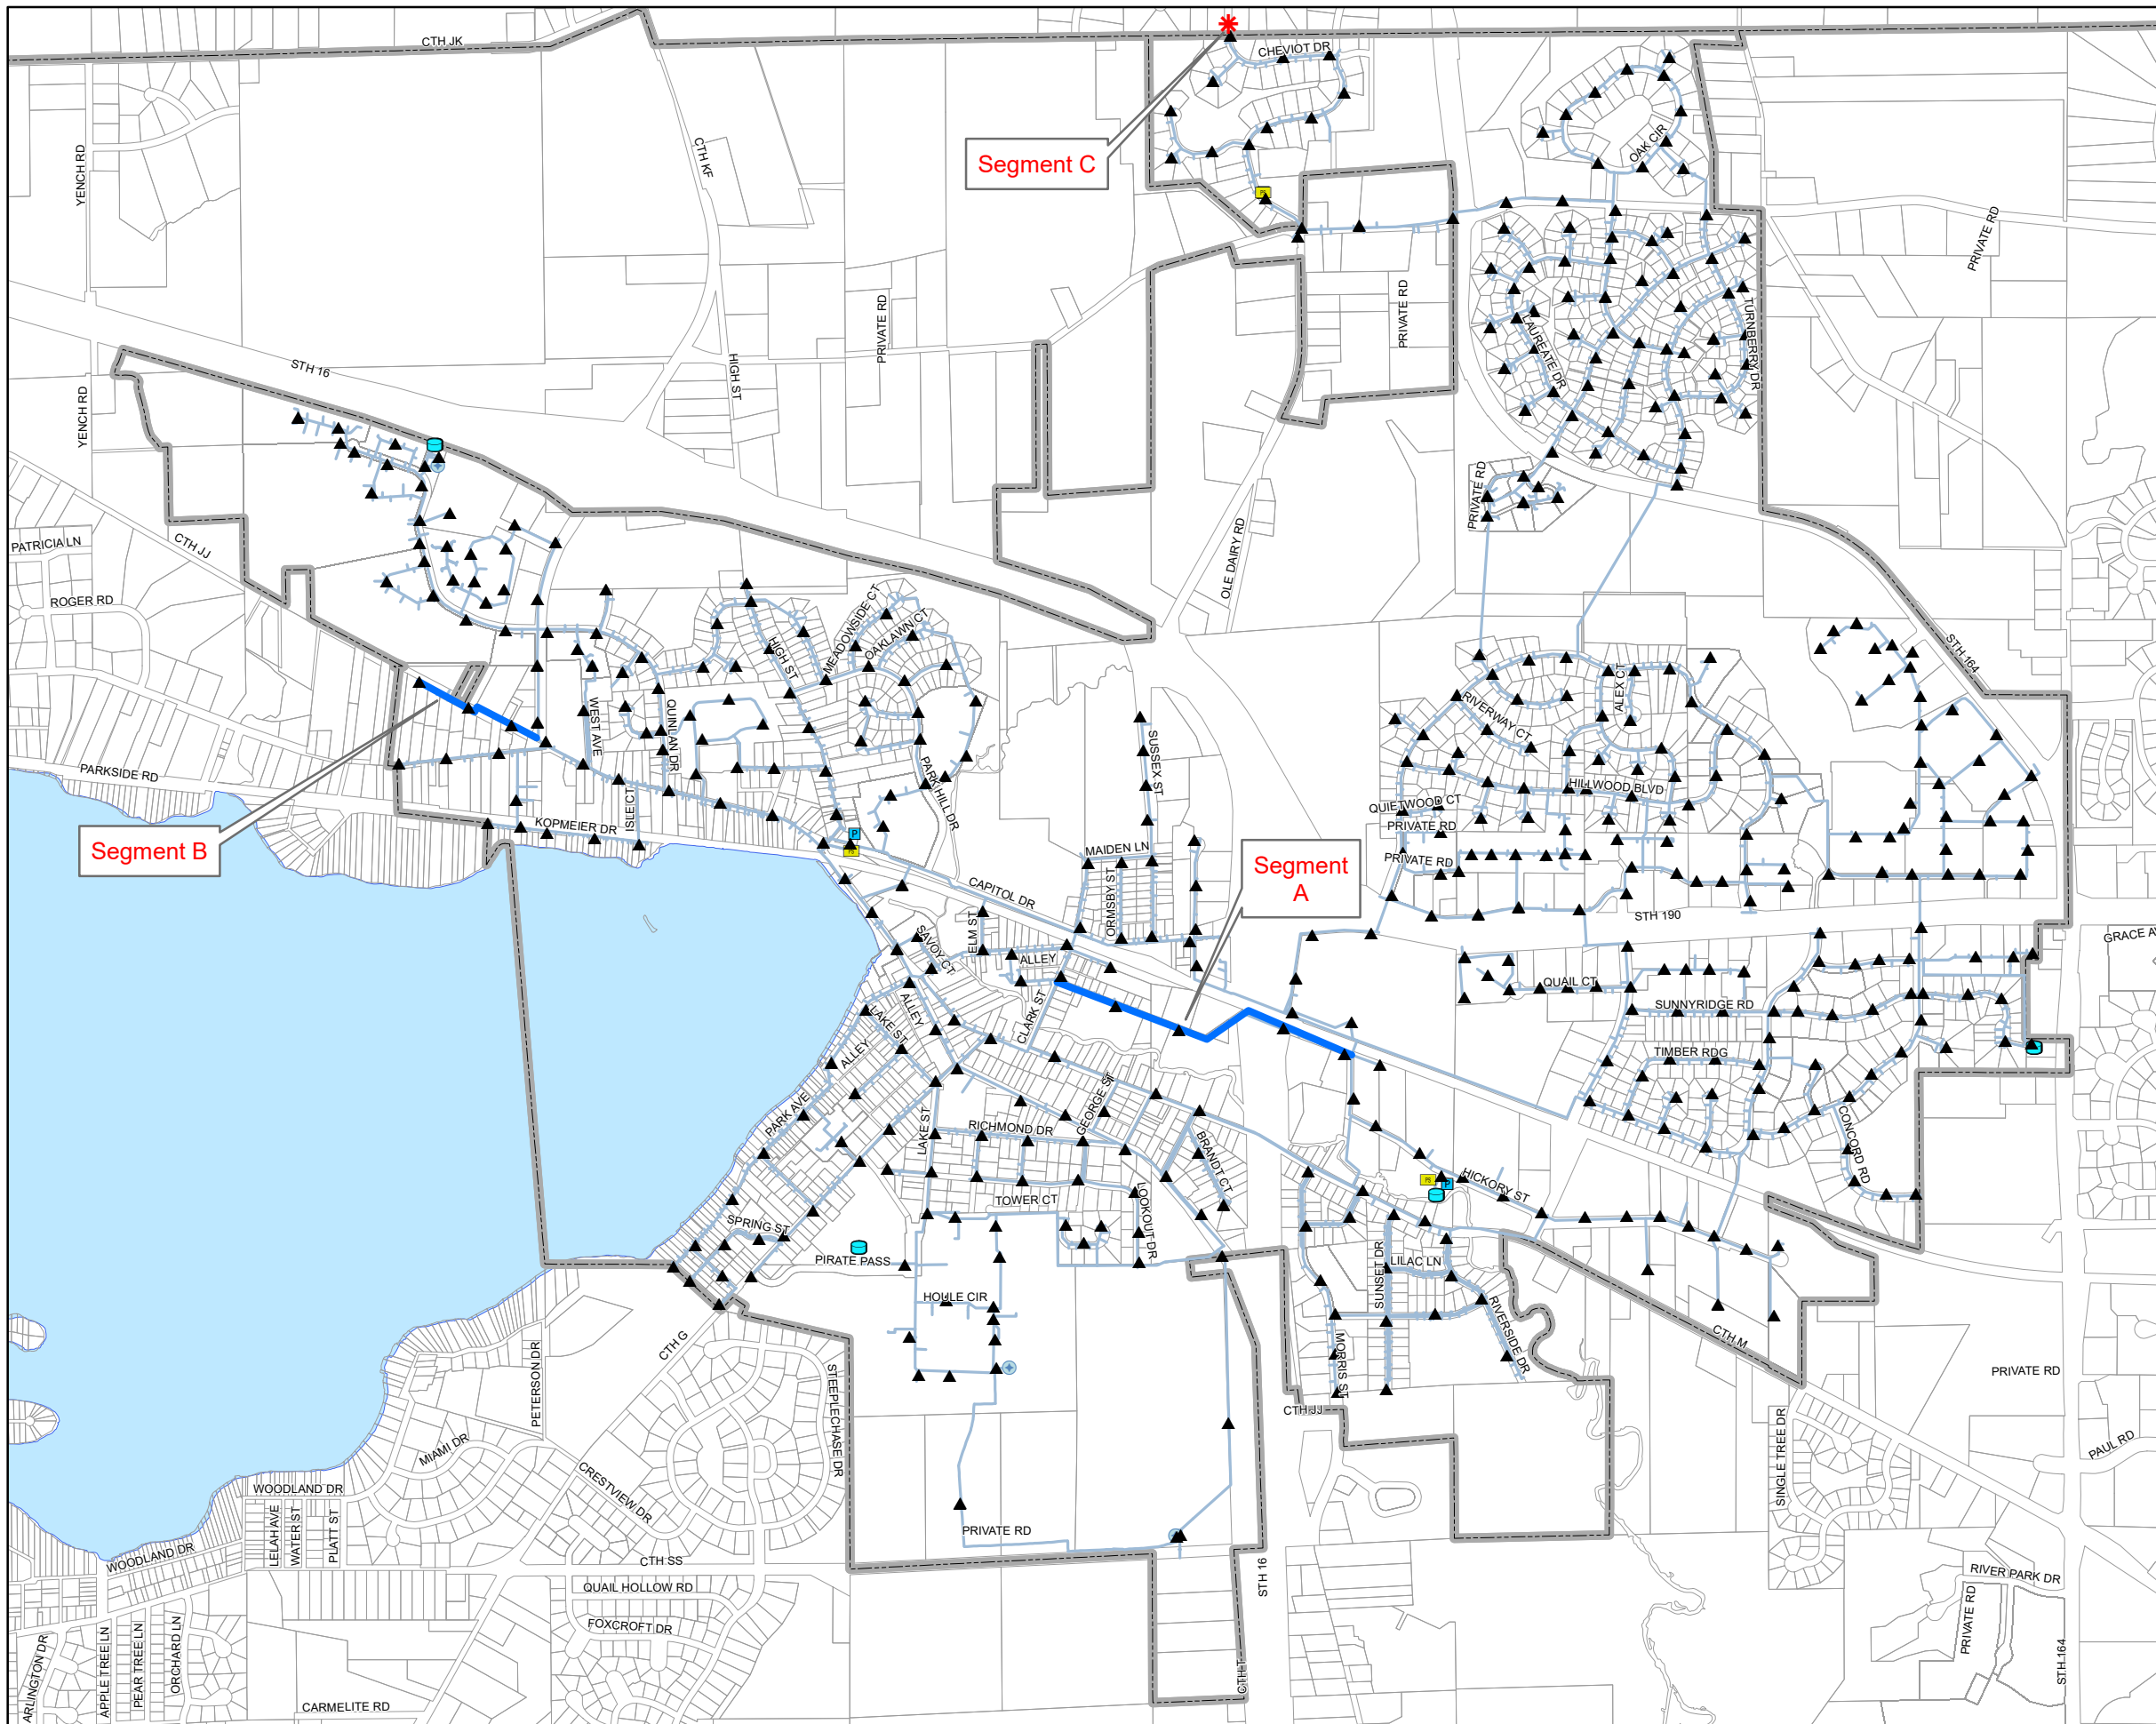 CTH JK
CHEVIOT DR
YENCH RD
CTH KF
Segment C
OAK CIR
PRIVATE RD
PRIVATE RD
PRIVATE RD
STH 16
HIGH ST
LAUREATE DR
TURNBERRY DR
YENCH RD
PRIVATE RD
PATRICIA LN
CTH JJ
OLE DAIRY RD
ROGER RD
MEADOWSIDE CT
OAKLAWN CT
HIGH ST
STH 164
ALEX CT
RIVERWAY CT
WEST AVE
QUINLAN DR
SUSSEX ST
PARKSIDE RD
PARK HILL DR
HILLWOOD BLVD
QUIETWOOD CT
PRIVATE RD
ISLE CT
KOPMEIER DR
P
PS
Segment B
MAIDEN LN
PRIVATE RD
Segment
A
CAPITOL DR
ORMSBY ST
STH 190
ELM ST
SAVOY CT
ALLEY
GRACE AV
QUAIL CT
CLARK ST
ALLEY
LAKE ST
SUNNYRIDGE RD
ALLEY
TIMBER RDG
GEORGE ST
PARK AVE
LAKE ST
RICHMOND DR
BRANDT CT
CONCORD RD
PS
P
HICKORY ST
TOWER CT
LOOKOUT DR
SPRING ST
PIRATE PASS
SUNSET DR
LILAC LN
HOULE CIR
RIVERSIDE DR
CTH G
CTH M
PETERSON DR
STEEPLECHASE DR
MORRIS ST
PRIVATE RD
CTH JJ
MIAMI DR
SINGLE TREE DR
PAUL RD
CRESTVIEW DR
WOODLAND DR
LELAH AVE
WATER ST
PLATT ST
PRIVATE RD
WOODLAND DR
CTH SS
STH 16
QUAIL HOLLOW RD
RIVER PARK DR
FOXCROFT DR
PRIVATE RD
ARLINGTON DR
APPLE TREE LN
PEAR TREE LN
ORCHARD LN
CTH T
STH 164
CARMELITE RD